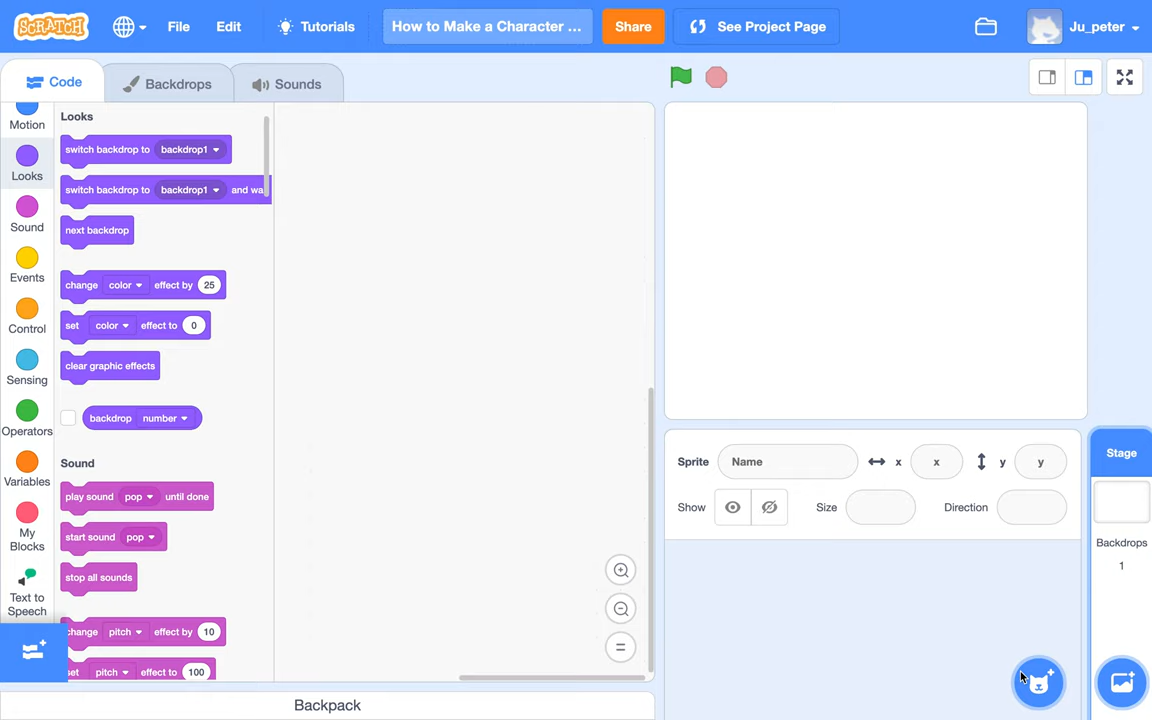 SCRATCH File Edit Tutorials How to Make a Character ... Share See Project Page Ju_peter
Code Backdrops Sounds
Motion
Looks
Sound
Events
Control
Sensing
Operators
Variables
My
Blocks
Text to
Speech
Looks
switch backdrop to backdrop1
switch backdrop to backdrop1 and wa
next backdrop
change color effect by 25
set color effect to 0
clear graphic effects
backdrop number
Sound
play sound pop until done
start sound pop
stop all sounds
change pitch effect by 10
set pitch effect to 100
Backpack
Sprite Name x x y y
Show Size Direction
Stage
Backdrops
1